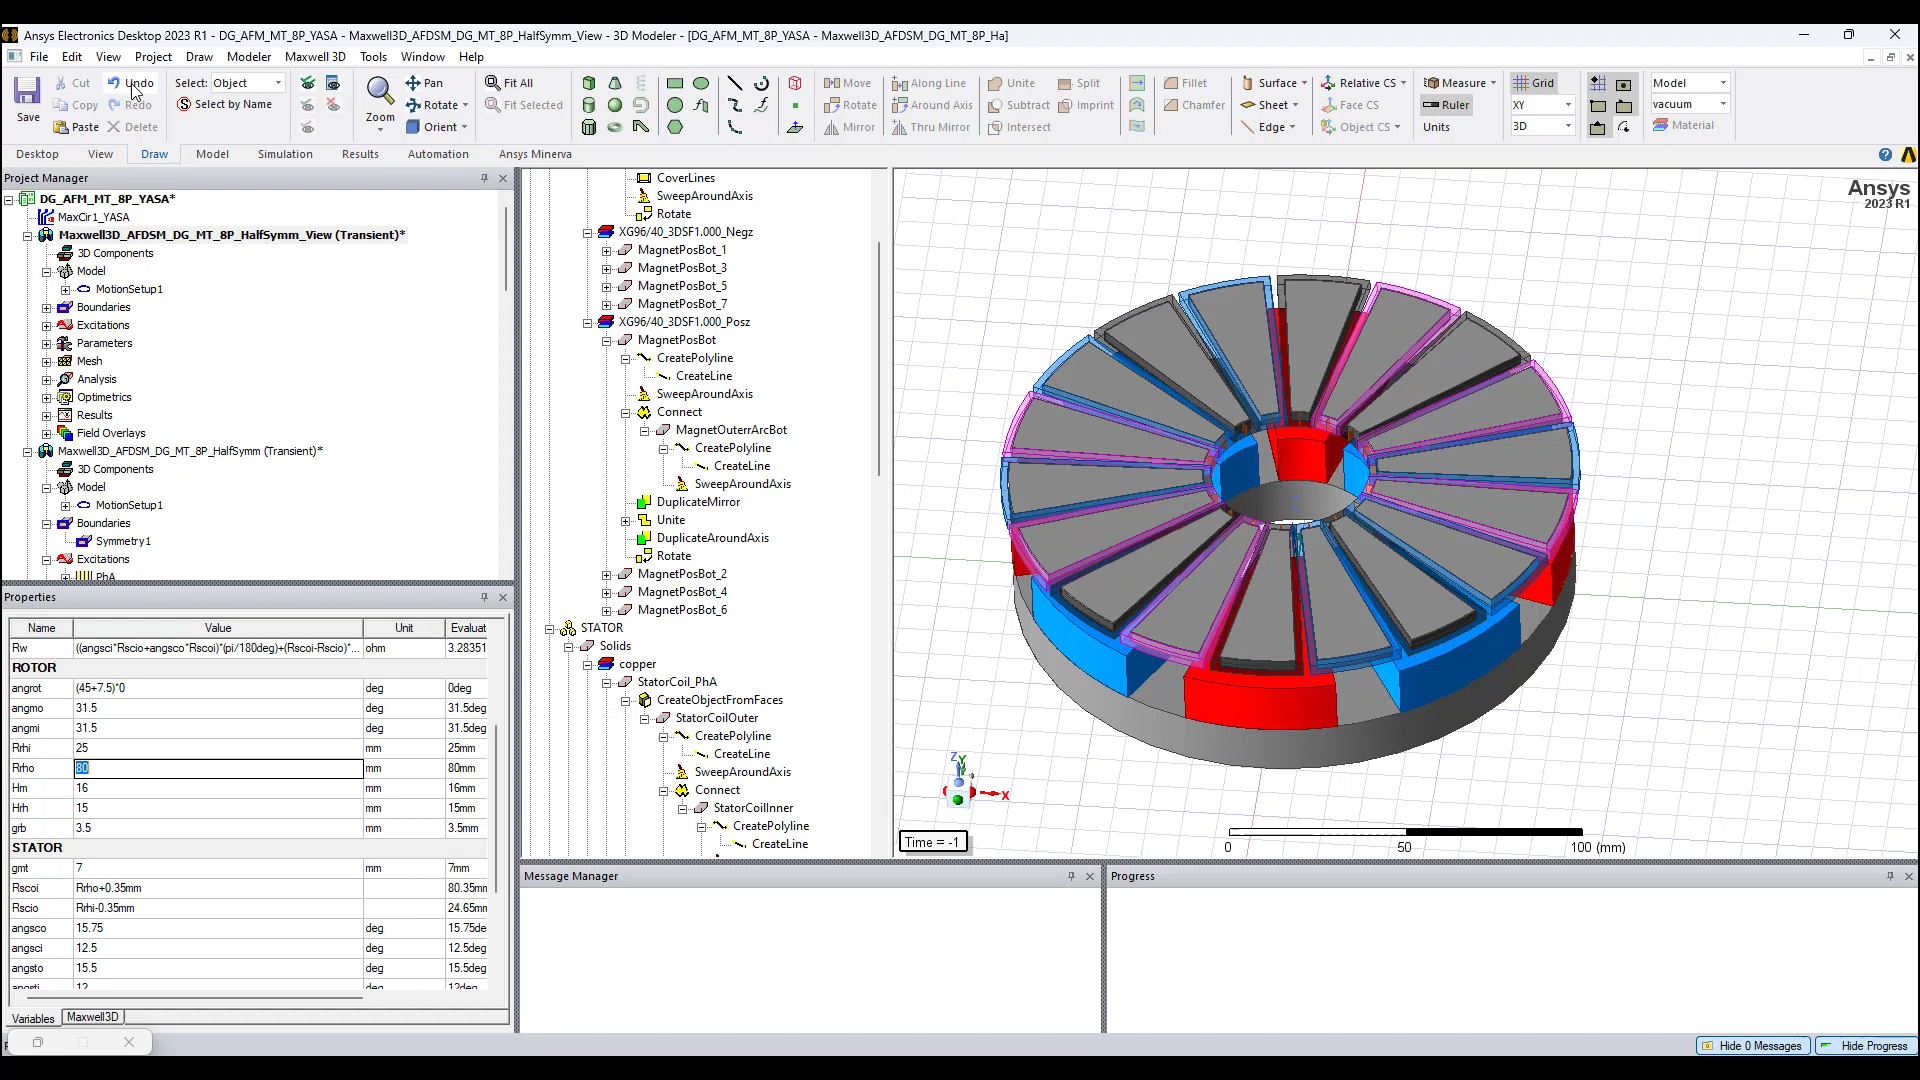 Ansys Electronics Desktop 2023 R1 - DG_AFM_MT_8P_YASA - Maxwell3D_AFDSM_DG_MT_8P_HalfSymm_View - 3D Modeler - [DG_AFM_MT_8P_YASA - Maxwell3D_AFDSM_DG_MT_8P_Ha]
File Edit View Project Draw Modeler Maxwell 3D Tools Window Help
Save
Cut
Copy
Paste
Undo
Redo
Delete
Select: Object
Select by Name
Zoom
Pan
Rotate
Orient
Fit All
Fit Selected
Move
Rotate
Mirror
Along Line
Around Axis
Thru Mirror
Unite
Subtract
Intersect
Split
Imprint
Fillet
Chamfer
Surface
Sheet
Edge
Relative CS
Face CS
Object CS
Measure
Ruler
Units
Grid
XY
3D
Model
vacuum
Material
Desktop View Draw Model Simulation Results Automation Ansys Minerva
Project Manager
DG_AFM_MT_8P_YASA*
MaxCir1_YASA
Maxwell3D_AFDSM_DG_MT_8P_HalfSymm_View (Transient)*
3D Components
Model
MotionSetup1
Boundaries
Excitations
Parameters
Mesh
Analysis
Optimetrics
Results
Field Overlays
Maxwell3D_AFDSM_DG_MT_8P_HalfSymm (Transient)*
3D Components
Model
MotionSetup1
Boundaries
Symmetry1
Excitations
PhA
Properties
Name Value Unit Evaluat
Rw ((angsci*Rscio+angsco*Rscoi)*(pi/180deg)+(Rscoi-Rscio)*... ohm 3.28351
ROTOR
angrot (45+7.5)*0 deg 0deg
angmo 31.5 deg 31.5deg
angmi 31.5 deg 31.5deg
Rrhi 25 mm 25mm
Rrho 80 mm 80mm
Hm 16 mm 16mm
Hrh 15 mm 15mm
grb 3.5 mm 3.5mm
STATOR
gmt 7 mm 7mm
Rscoi Rrho+0.35mm 80.35mm
Rscio Rrhi-0.35mm 24.65mm
angsco 15.75 deg 15.75de
angsci 12.5 deg 12.5deg
angsto 15.5 deg 15.5deg
angsti 12 deg 12deg
Variables Maxwell3D
CoverLines
SweepAroundAxis
Rotate
XG96/40_3DSF1.000_Negz
MagnetPosBot_1
MagnetPosBot_3
MagnetPosBot_5
MagnetPosBot_7
XG96/40_3DSF1.000_Posz
MagnetPosBot
CreatePolyline
CreateLine
SweepAroundAxis
Connect
MagnetOuterrArcBot
CreatePolyline
CreateLine
SweepAroundAxis
DuplicateMirror
Unite
DuplicateAroundAxis
Rotate
MagnetPosBot_2
MagnetPosBot_4
MagnetPosBot_6
STATOR
Solids
copper
StatorCoil_PhA
CreateObjectFromFaces
StatorCoilOuter
CreatePolyline
CreateLine
SweepAroundAxis
Connect
StatorCoilInner
CreatePolyline
CreateLine
Ansys
2023 R1
Z
Y
X
Time = -1
0 50 100 (mm)
Message Manager
Progress
Hide 0 Messages
Hide Progress